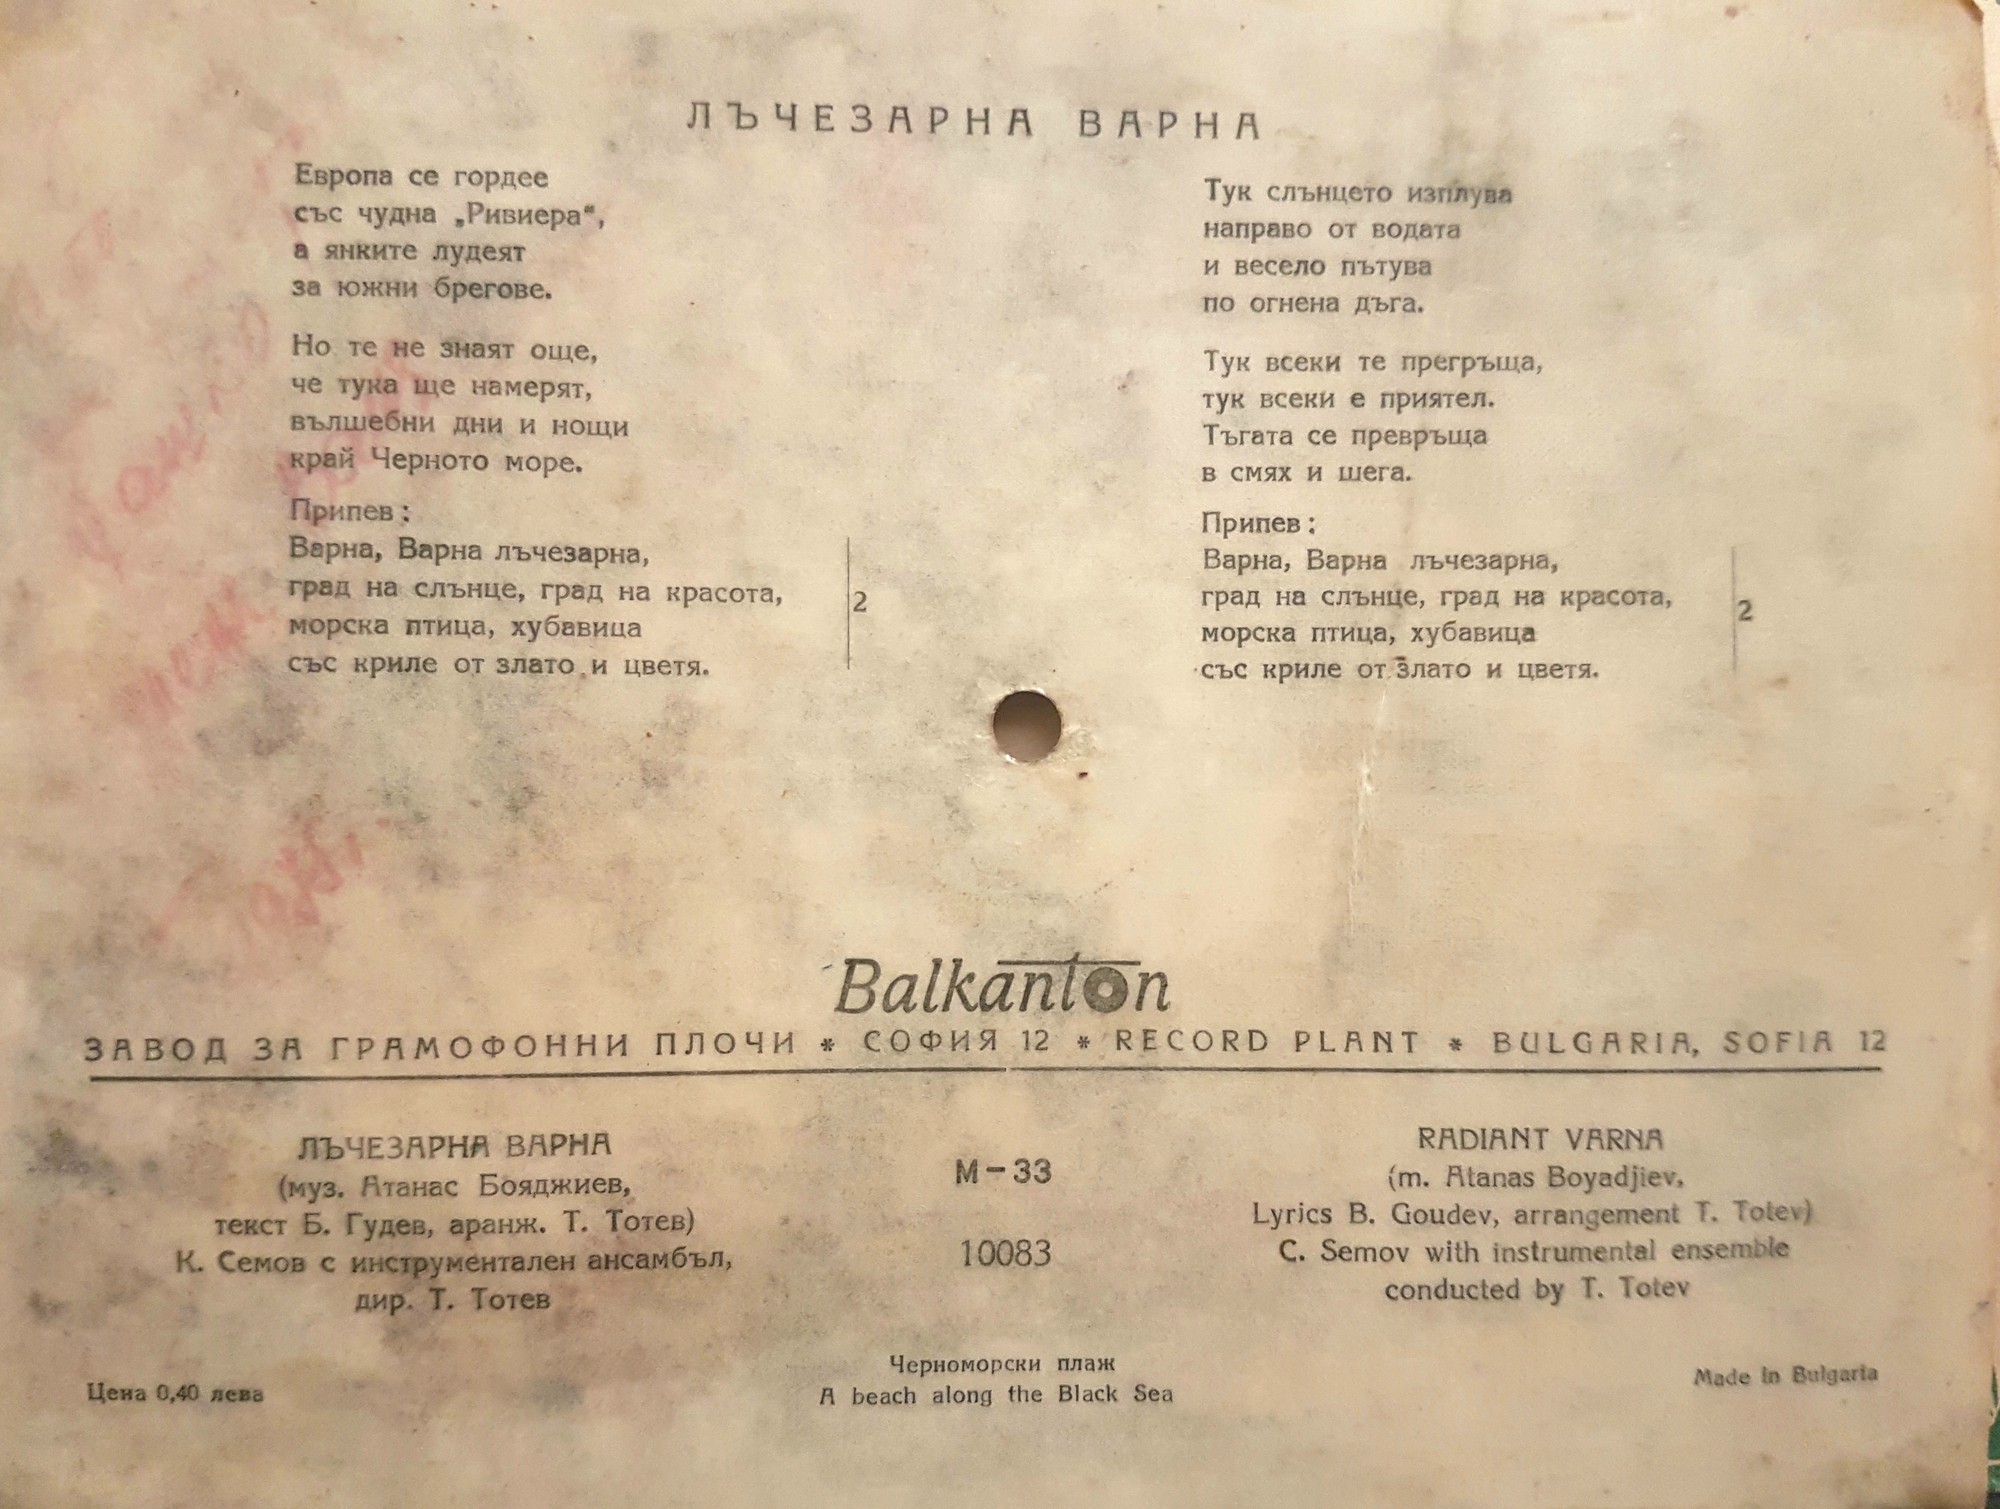 ЛЪЧЕЗАРНА ВАРНА
Европа се гордее
със чудна „Ривиера“,
а янките лудеят
за южни брегове.
Но те не знаят още,
че тука ще намерят,
вълшебни дни и нощи
край Черното море.
Припев:
Варна, Варна лъчезарна,
град на слънце, град на красота,
морска птица, хубавица
със криле от злато и цветя.
2
Тук слънцето изплува
направо от водата
и весело пътува
по огнена дъга.
Тук всеки те прегръща,
тук всеки е приятел.
Тъгата се превръща
в смях и шега.
Припев:
Варна, Варна лъчезарна,
град на слънце, град на красота,
морска птица, хубавица
със криле от злато и цветя.
2
Balkanton
ЗАВОД ЗА ГРАМОФОННИ ПЛОЧИ * СОФИЯ 12 * RECORD PLANT * BULGARIA, SOFIA 12
ЛЪЧЕЗАРНА ВАРНА
(муз. Атанас Бояджиев,
текст Б. Гудев, аранж. Т. Тотев)
К. Семов с инструментален ансамбъл,
дир. Т. Тотев
М-33
10083
RADIANT VARNA
(m. Atanas Boyadjiev,
Lyrics B. Goudev, arrangement T. Totev)
C. Semov with instrumental ensemble
conducted by T. Totev
Цена 0,40 лева
Черноморски плаж
A beach along the Black Sea
Made in Bulgaria